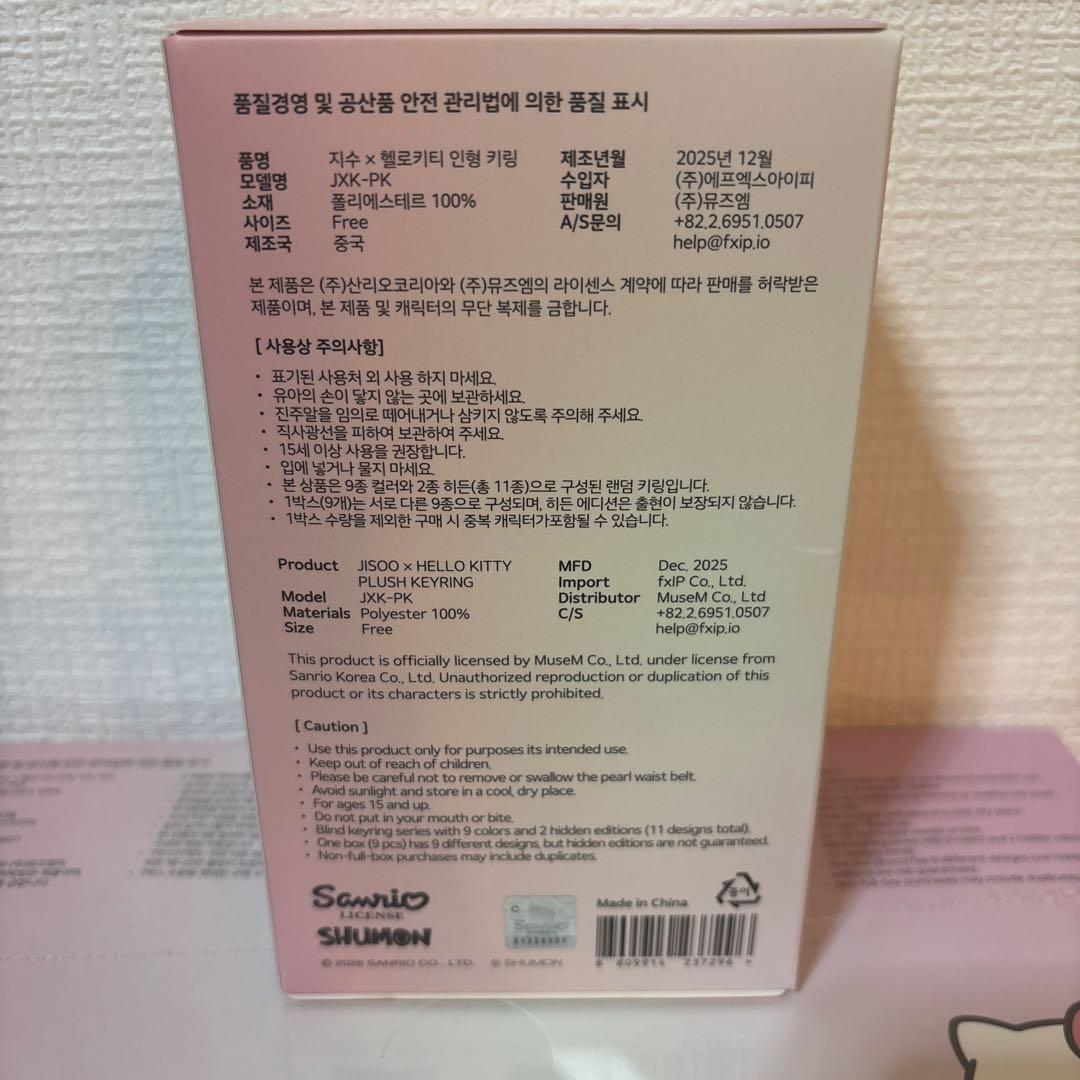 품질경영 및 공산품 안전 관리법에 의한 품질 표시
품명 지수 × 헬로키티 인형 키링 제조년월 2025년 12월
모델명 JXK-PK 수입자 (주)에프엑스아이피
소재 폴리에스테르 100% 판매원 (주)뮤즈엠
사이즈 Free A/S문의 +82.2.6951.0507
제조국 중국 help@fxip.io
본 제품은 (주)산리오코리아와 (주)뮤즈엠의 라이센스 계약에 따라 판매를 허락받은
제품이며, 본 제품 및 캐릭터의 무단 복제를 금합니다.
[ 사용상 주의사항]
• 표기된 사용처 외 사용 하지 마세요.
• 유아의 손이 닿지 않는 곳에 보관하세요.
• 진주알을 임의로 떼어내거나 삼키지 않도록 주의해 주세요.
• 직사광선을 피하여 보관하여 주세요.
• 15세 이상 사용을 권장합니다.
• 입에 넣거나 물지 마세요.
• 본 상품은 9종 컬러와 2종 히든(총 11종)으로 구성된 랜덤 키링입니다.
• 1박스(9개)는 서로 다른 9종으로 구성되며, 히든 에디션은 출현이 보장되지 않습니다.
• 1박스 수량을 제외한 구매 시 중복 캐릭터가포함될 수 있습니다.
Product JISOO × HELLO KITTY MFD Dec. 2025
PLUSH KEYRING Import fxIP Co., Ltd.
Model JXK-PK Distributor MuseM Co., Ltd
Materials Polyester 100% C/S +82.2.6951.0507
Size Free help@fxip.io
This product is officially licensed by MuseM Co., Ltd. under license from
Sanrio Korea Co., Ltd. Unauthorized reproduction or duplication of this
product or its characters is strictly prohibited.
[ Caution ]
• Use this product only for purposes its intended use.
• Keep out of reach of children.
• Please be careful not to remove or swallow the pearl waist belt.
• Avoid sunlight and store in a cool, dry place.
• For ages 15 and up.
• Do not put in your mouth or bite.
• Blind keyring series with 9 colors and 2 hidden editions (11 designs total).
• One box (9 pcs) has 9 different designs, but hidden editions are not guaranteed.
• Non-full-box purchases may include duplicates.
Sanrio
LICENSE
SHUMON
Made in China
종이
8 809914 257296 >
© 2026 SANRIO CO., LTD. © SHUMON